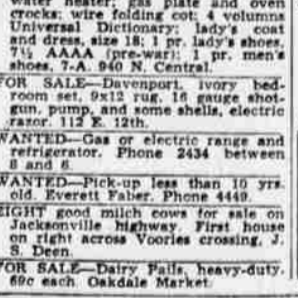 water heater; gas plate and oven
crocks; wire folding cot; 4 volumns
Universal Dictionary; lady's coat
and dress, size 18; 1 pr. lady's shoes,
7½ AAAA (pre-war); 1 pr. men's
shoes, 7-A. 940 N. Central.
FOR SALE—Davenport, ivory bed-
room set, 9x12 rug, 16 gauge shot-
gun, pump, and some shells, electric
razor. 112 E. 12th.
WANTED—Gas or electric range and
refrigerator. Phone 2434 between
8 and 6.
WANTED—Pick-up less than 10 yrs.
old. Everett Faber. Phone 4449.
EIGHT good milch cows for sale on
Jacksonville highway. First house
on right across Voories crossing, J.
S. Deen.
FOR SALE—Dairy Pails, heavy-duty.
69c each. Oakdale Market.